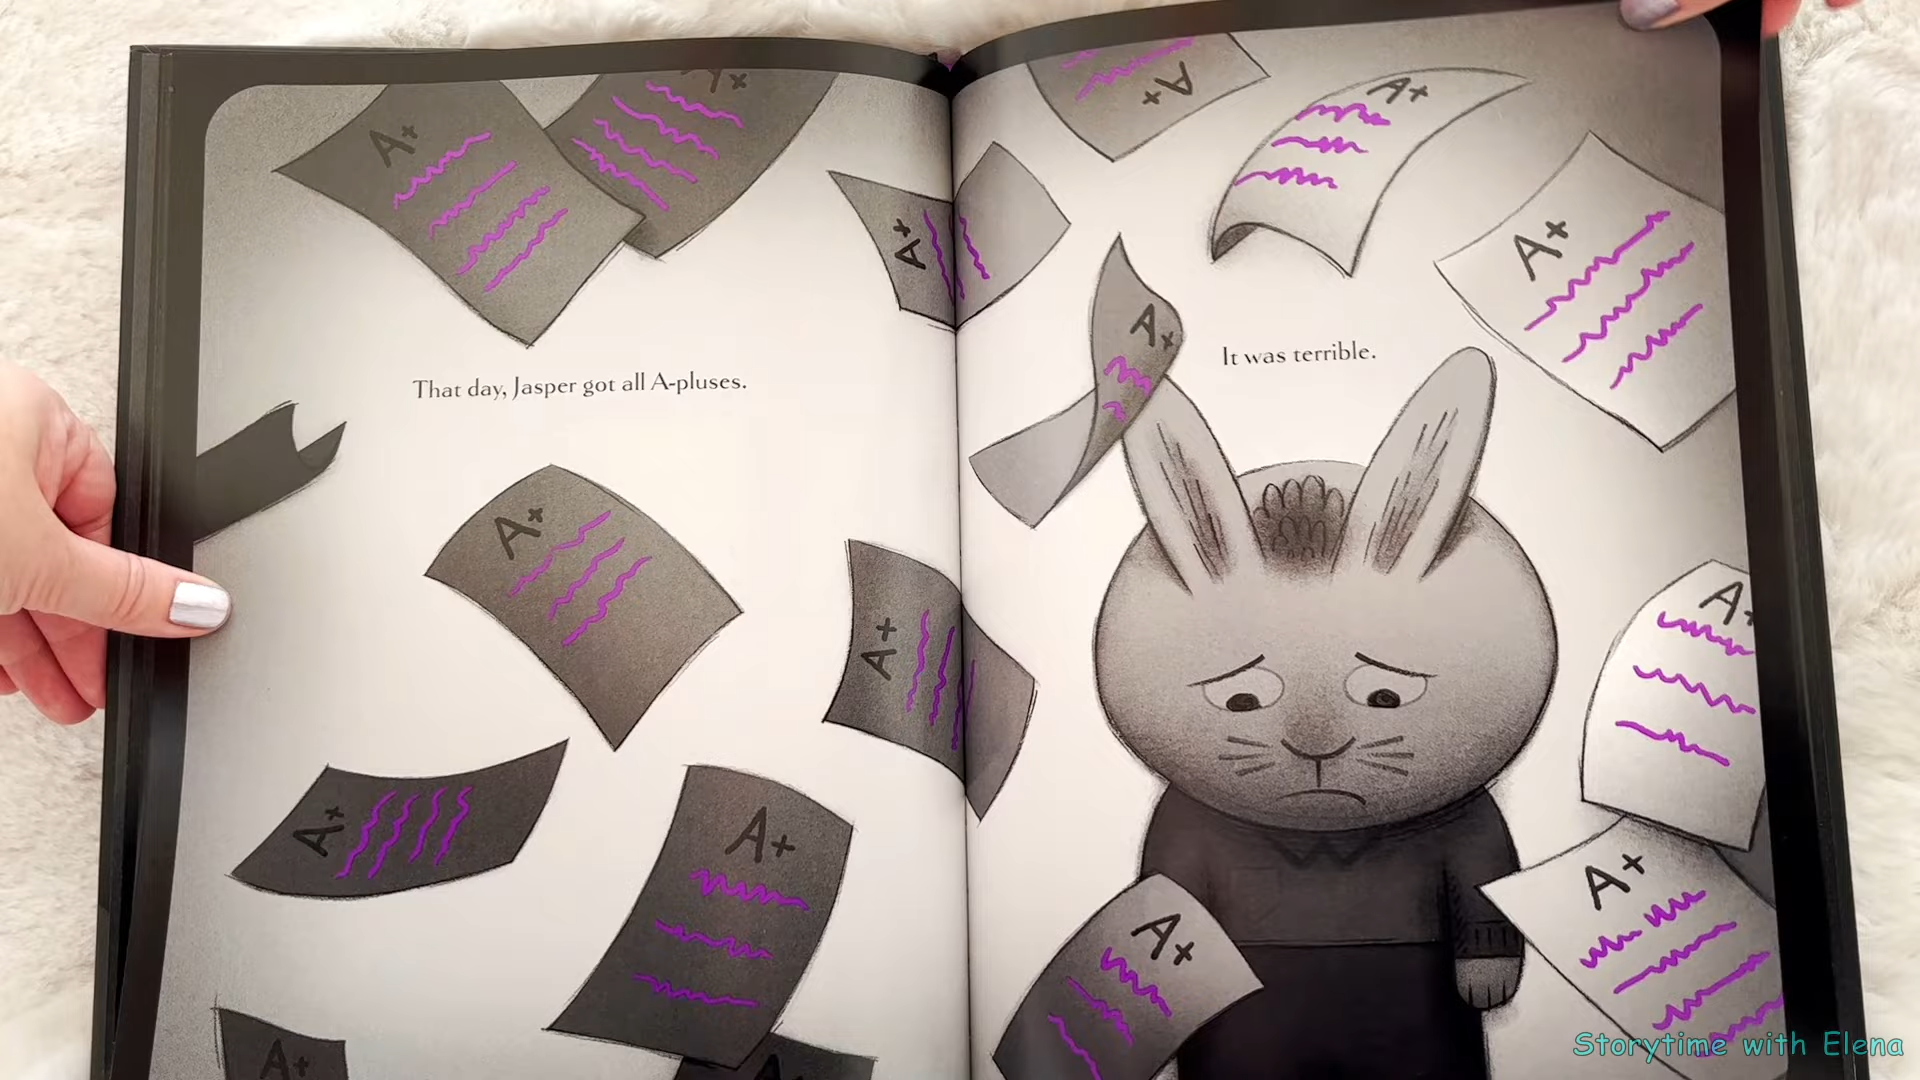 A+
A+
A+
A+
A+
A+
A+
That day, Jasper got all A-pluses.
It was terrible.
A+
A+
A+
A+
A+
A+
A+
A+
A+
Storytime with Elena